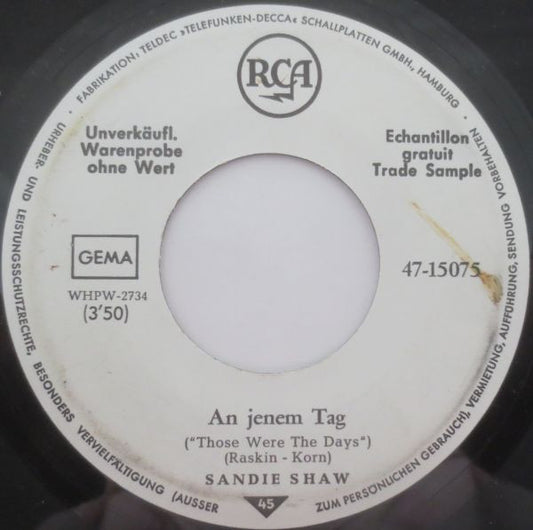 · FABRIKATION: TELDEC »TELEFUNKEN-DECCA« SCHALLPLATTEN GMBH., HAMBURG ·
URHEBER- UND LEISTUNGSSCHUTZRECHTE, BESONDERS VERVIELFÄLTIGUNG (AUSSER ZUM PERSÖNLICHEN GEBRAUCH), VERMIETUNG, AUFFÜHRUNG, SENDUNG VORBEHALTEN
RCA
Unverkäufl.
Warenprobe
ohne Wert
Echantillon
gratuit
Trade Sample
GEMA
WHPW-2734
(3'50)
47-15075
An jenem Tag
("Those Were The Days")
(Raskin - Korn)
SANDIE SHAW
45